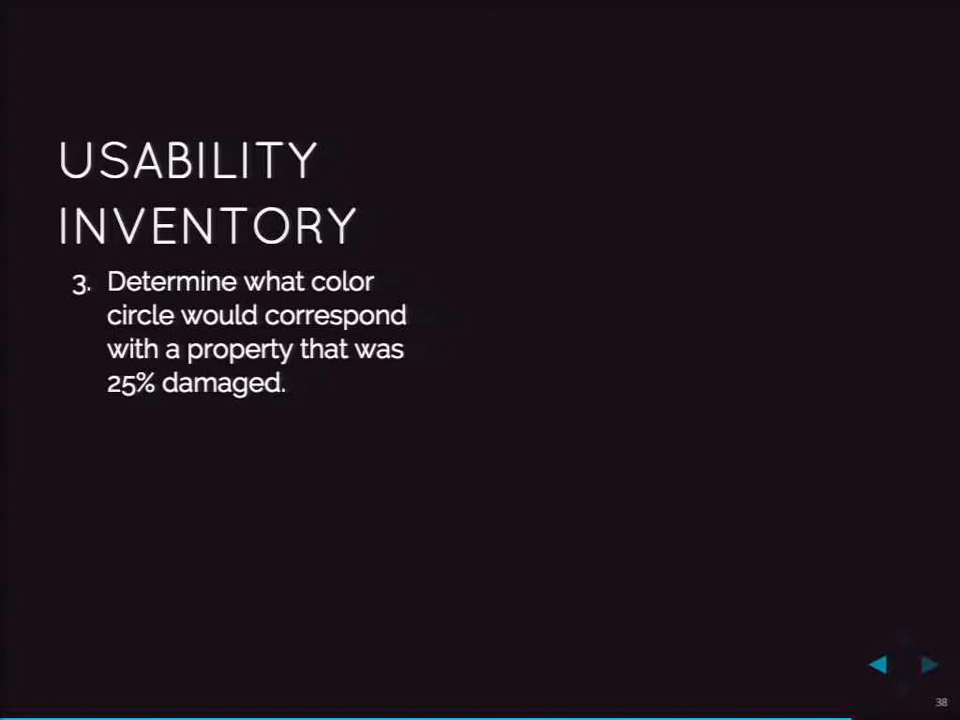 USABILITY
INVENTORY
3. Determine what color
circle would correspond
with a property that was
25% damaged.
38